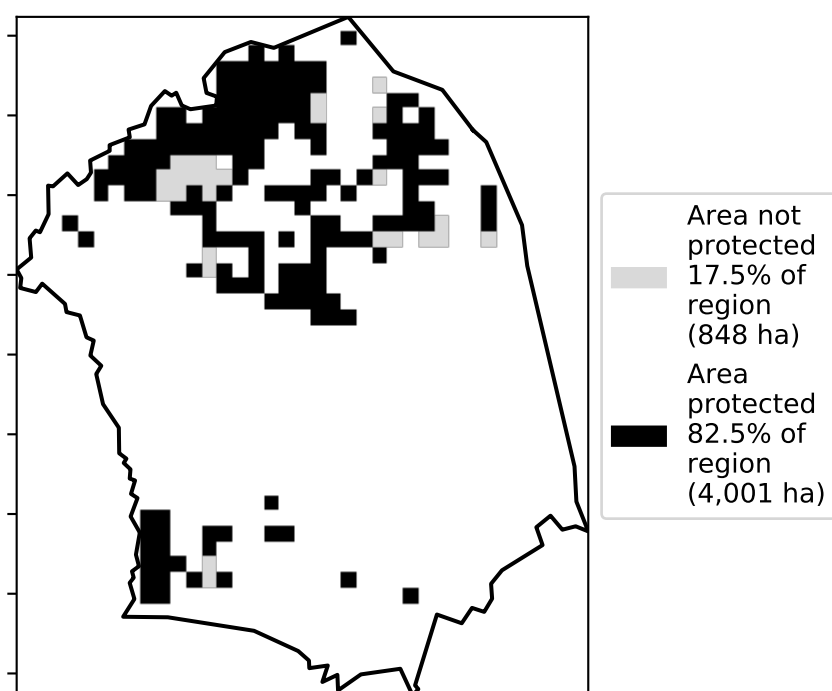 Area not
protected
17.5% of
region
(848 ha)
Area
protected
82.5% of
region
(4,001 ha)